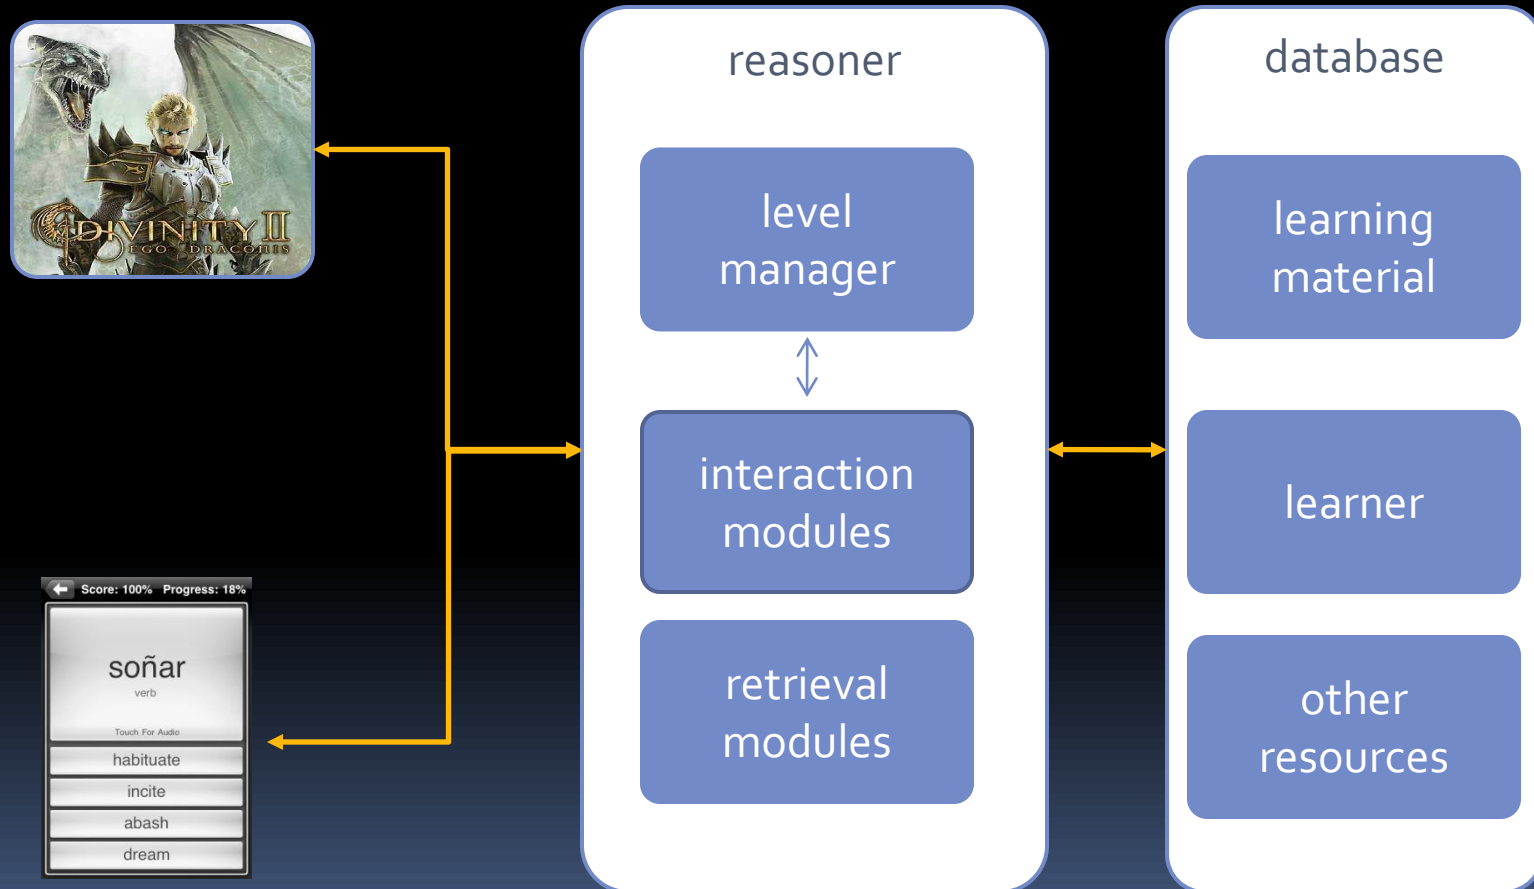 DIVINITY II
EGO DRACONIS
Score: 100% Progress: 18%
soñar
verb
Touch For Audio
habituate
incite
abash
dream
reasoner
level
manager
interaction
modules
retrieval
modules
database
learning
material
learner
other
resources